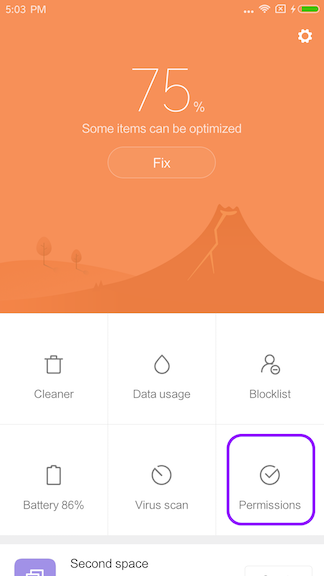 5:03 PM
75%
Some items can be optimized
Fix
Cleaner
Data usage
Blocklist
Battery 86%
Virus scan
Permissions
Second space